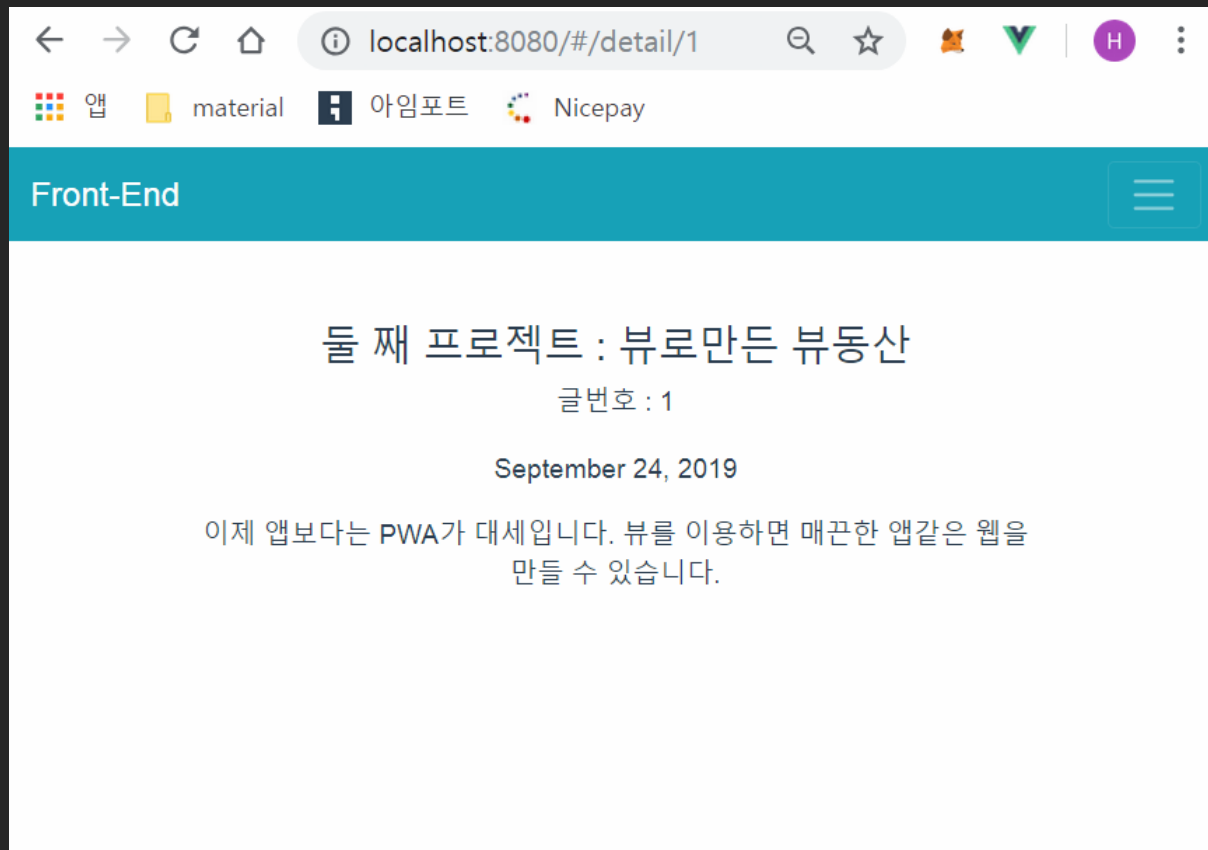 localhost:8080/#/detail/1
H
앱 material 아임포트 Nicepay
Front-End
둘 째 프로젝트 : 뷰로만든 뷰동산
글번호 : 1
September 24, 2019
이제 앱보다는 PWA가 대세입니다. 뷰를 이용하면 매끈한 앱같은 웹을
만들 수 있습니다.